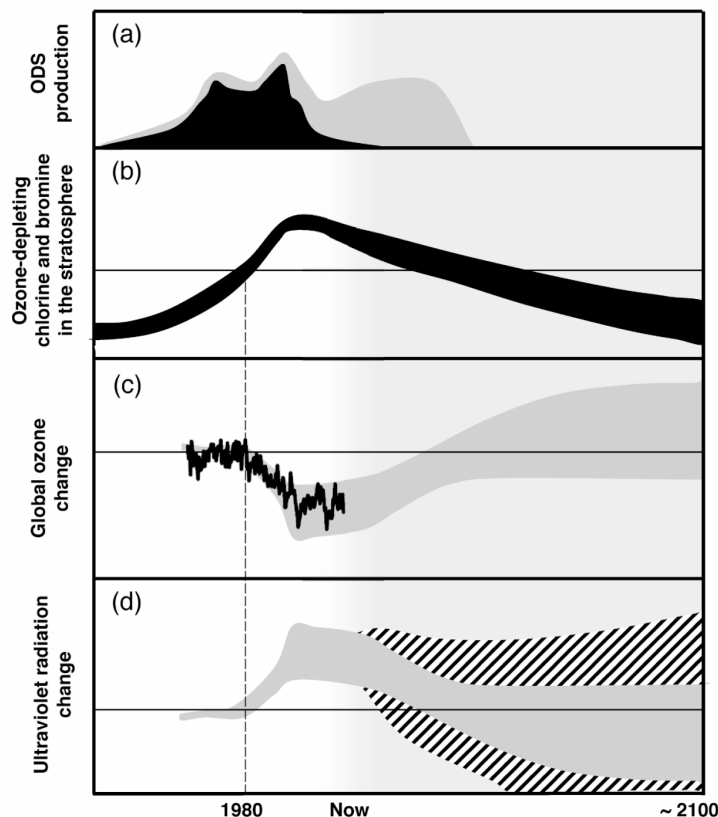 (a)
ODS
production
(b)
Ozone-depleting
chlorine and bromine
in the stratosphere
(c)
Global ozone
change
(d)
Ultraviolet radiation
change
1980 Now ~ 2100